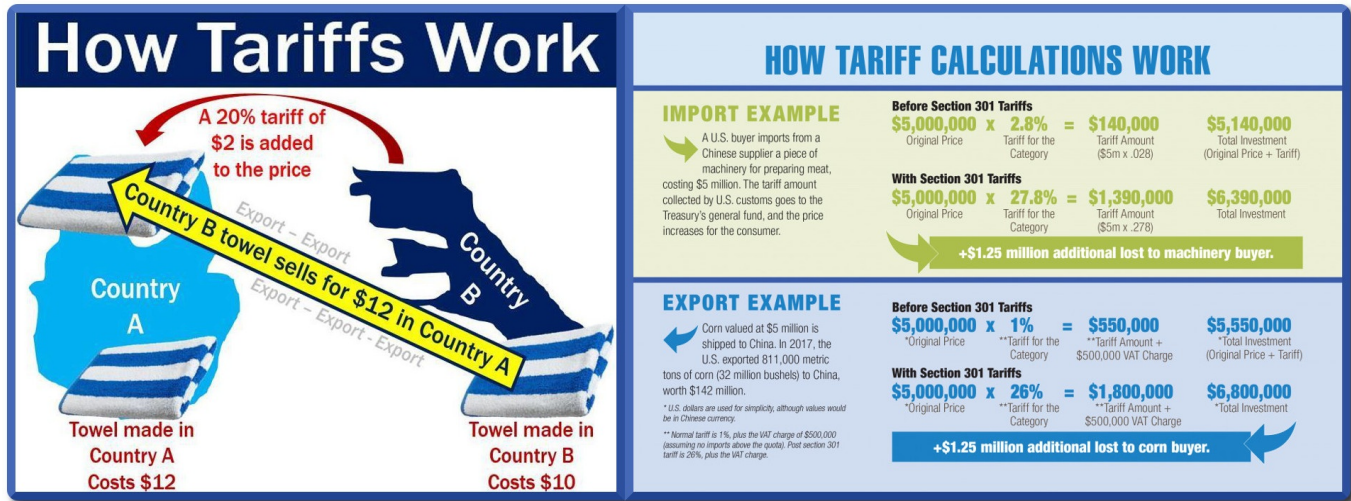 How Tariffs Work
A 20% tariff of
$2 is added
to the price
Country B towel sells for $12 in Country A
Export – Export
Export – Export - Export
Country
A
Country
B
Towel made in
Country A
Costs $12
Towel made in
Country B
Costs $10
HOW TARIFF CALCULATIONS WORK
IMPORT EXAMPLE
A U.S. buyer imports from a
Chinese supplier a piece of
machinery for preparing meat,
costing $5 million. The tariff amount
collected by U.S. customs goes to the
Treasury's general fund, and the price
increases for the consumer.
Before Section 301 Tariffs
$5,000,000 x 2.8% = $140,000 $5,140,000
Original Price Tariff for the Tariff Amount Total Investment
Category ($5m x .028) (Original Price + Tariff)
With Section 301 Tariffs
$5,000,000 x 27.8% = $1,390,000 $6,390,000
Original Price Tariff for the Tariff Amount Total Investment
Category ($5m x .278)
+$1.25 million additional lost to machinery buyer.
EXPORT EXAMPLE
Corn valued at $5 million is
shipped to China. In 2017, the
U.S. exported 811,000 metric
tons of corn (32 million bushels) to China,
worth $142 million.
* U.S. dollars are used for simplicity, although values would
be in Chinese currency.
** Normal tariff is 1%, plus the VAT charge of $500,000
(assuming no imports above the quota). Post section 301
tariff is 26%, plus the VAT charge.
Before Section 301 Tariffs
$5,000,000 x 1% = $550,000 $5,550,000
*Original Price **Tariff for the **Tariff Amount + *Total Investment
Category $500,000 VAT Charge (Original Price + Tariff)
With Section 301 Tariffs
$5,000,000 x 26% = $1,800,000 $6,800,000
*Original Price **Tariff for the **Tariff Amount + *Total Investment
Category $500,000 VAT Charge
+$1.25 million additional lost to corn buyer.